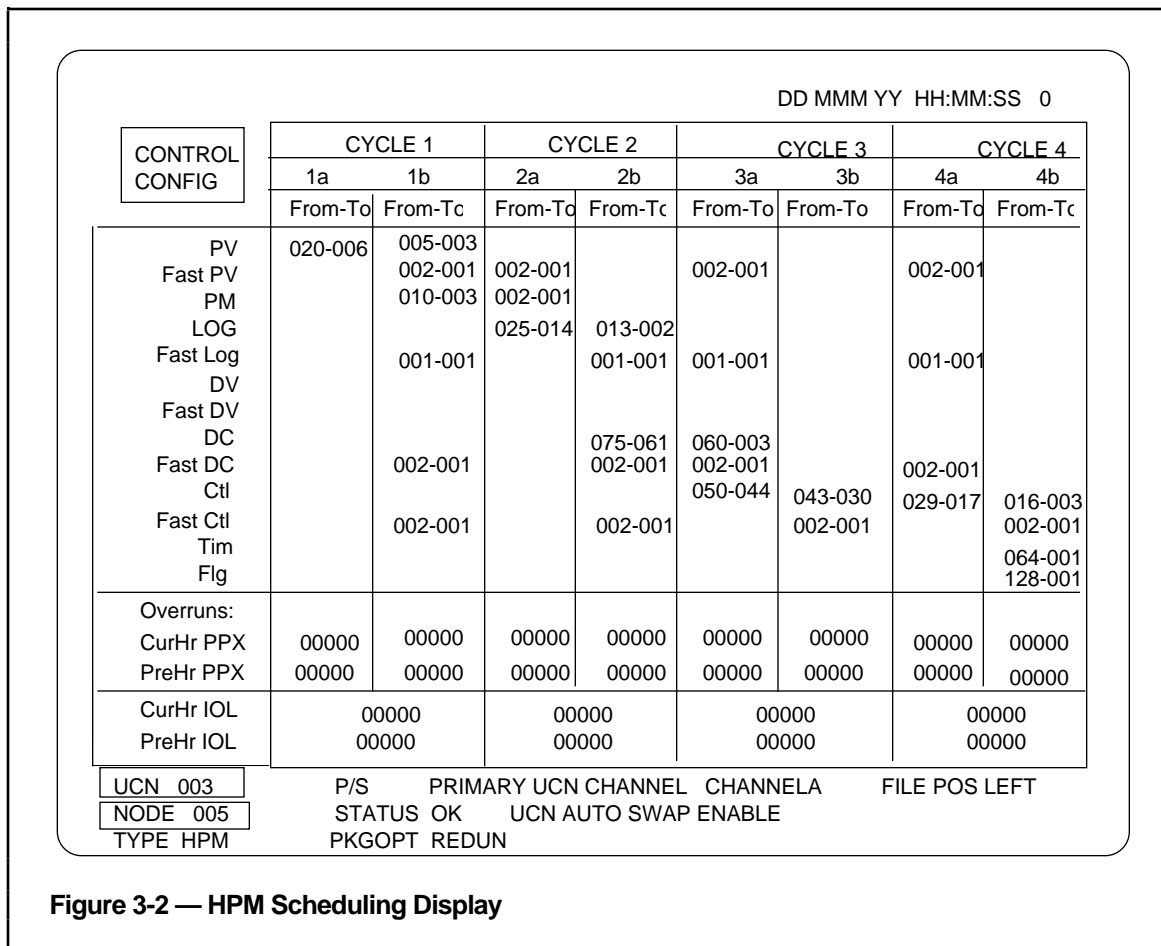 DD MMM YY HH:MM:SS 0
CONTROL CONFIG
CYCLE 1 CYCLE 2 CYCLE 3 CYCLE 4
1a 1b 2a 2b 3a 3b 4a 4b
From-To From-To From-To From-To From-To From-To From-To From-To
PV 020-006 005-003
Fast PV 002-001 002-001 002-001 002-001
PM 010-003 002-001
LOG 025-014 013-002
Fast Log 001-001 001-001 001-001 001-001
DV
Fast DV
DC 075-061 060-003
Fast DC 002-001 002-001 002-001 002-001
Ctl 050-044 043-030 029-017 016-003
Fast Ctl 002-001 002-001 002-001 002-001
Tim 064-001
Flg 128-001
Overruns:
CurHr PPX 00000 00000 00000 00000 00000 00000 00000 00000
PreHr PPX 00000 00000 00000 00000 00000 00000 00000 00000
CurHr IOL 00000 00000 00000 00000
PreHr IOL 00000 00000 00000 00000
UCN 003 P/S PRIMARY UCN CHANNEL CHANNELA FILE POS LEFT
NODE 005 STATUS OK UCN AUTO SWAP ENABLE
TYPE HPM PKGOPT REDUN
Figure 3-2 — HPM Scheduling Display